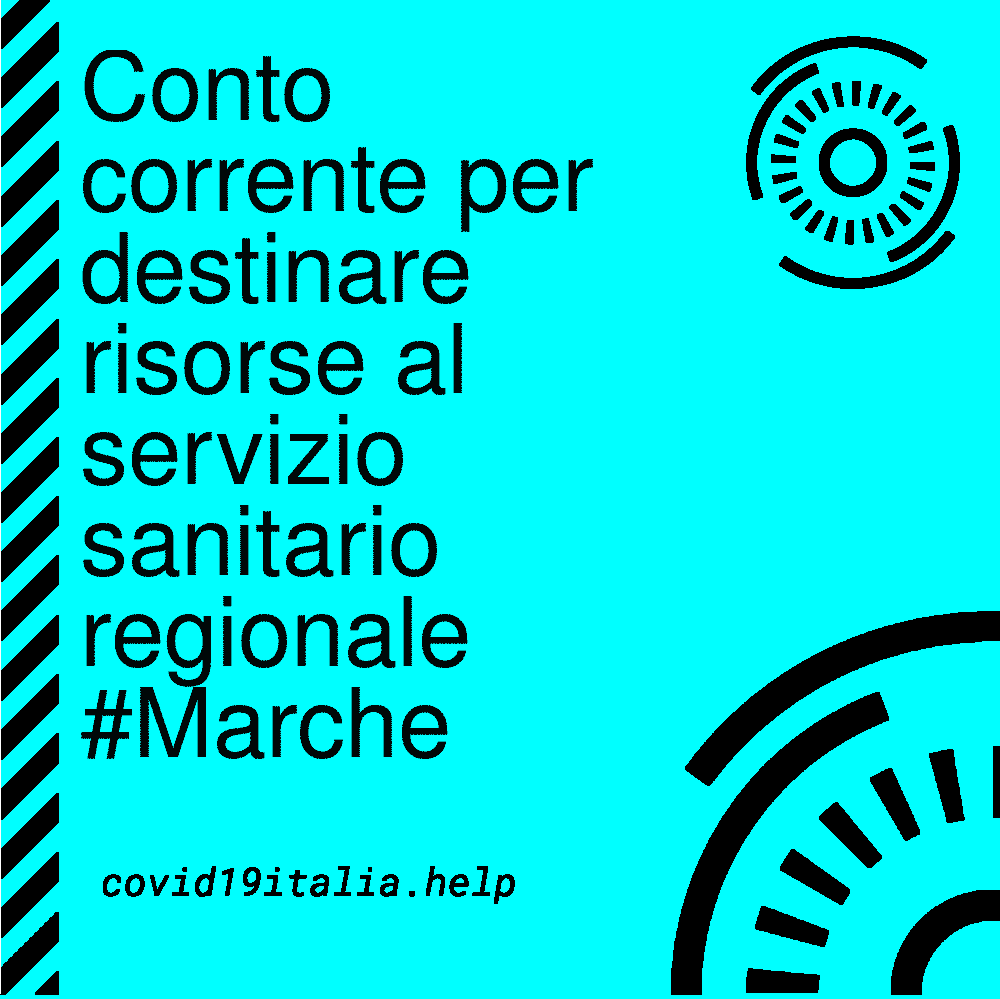 Conto
corrente per
destinare
risorse al
servizio
sanitario
regionale
#Marche
covid19italia.help